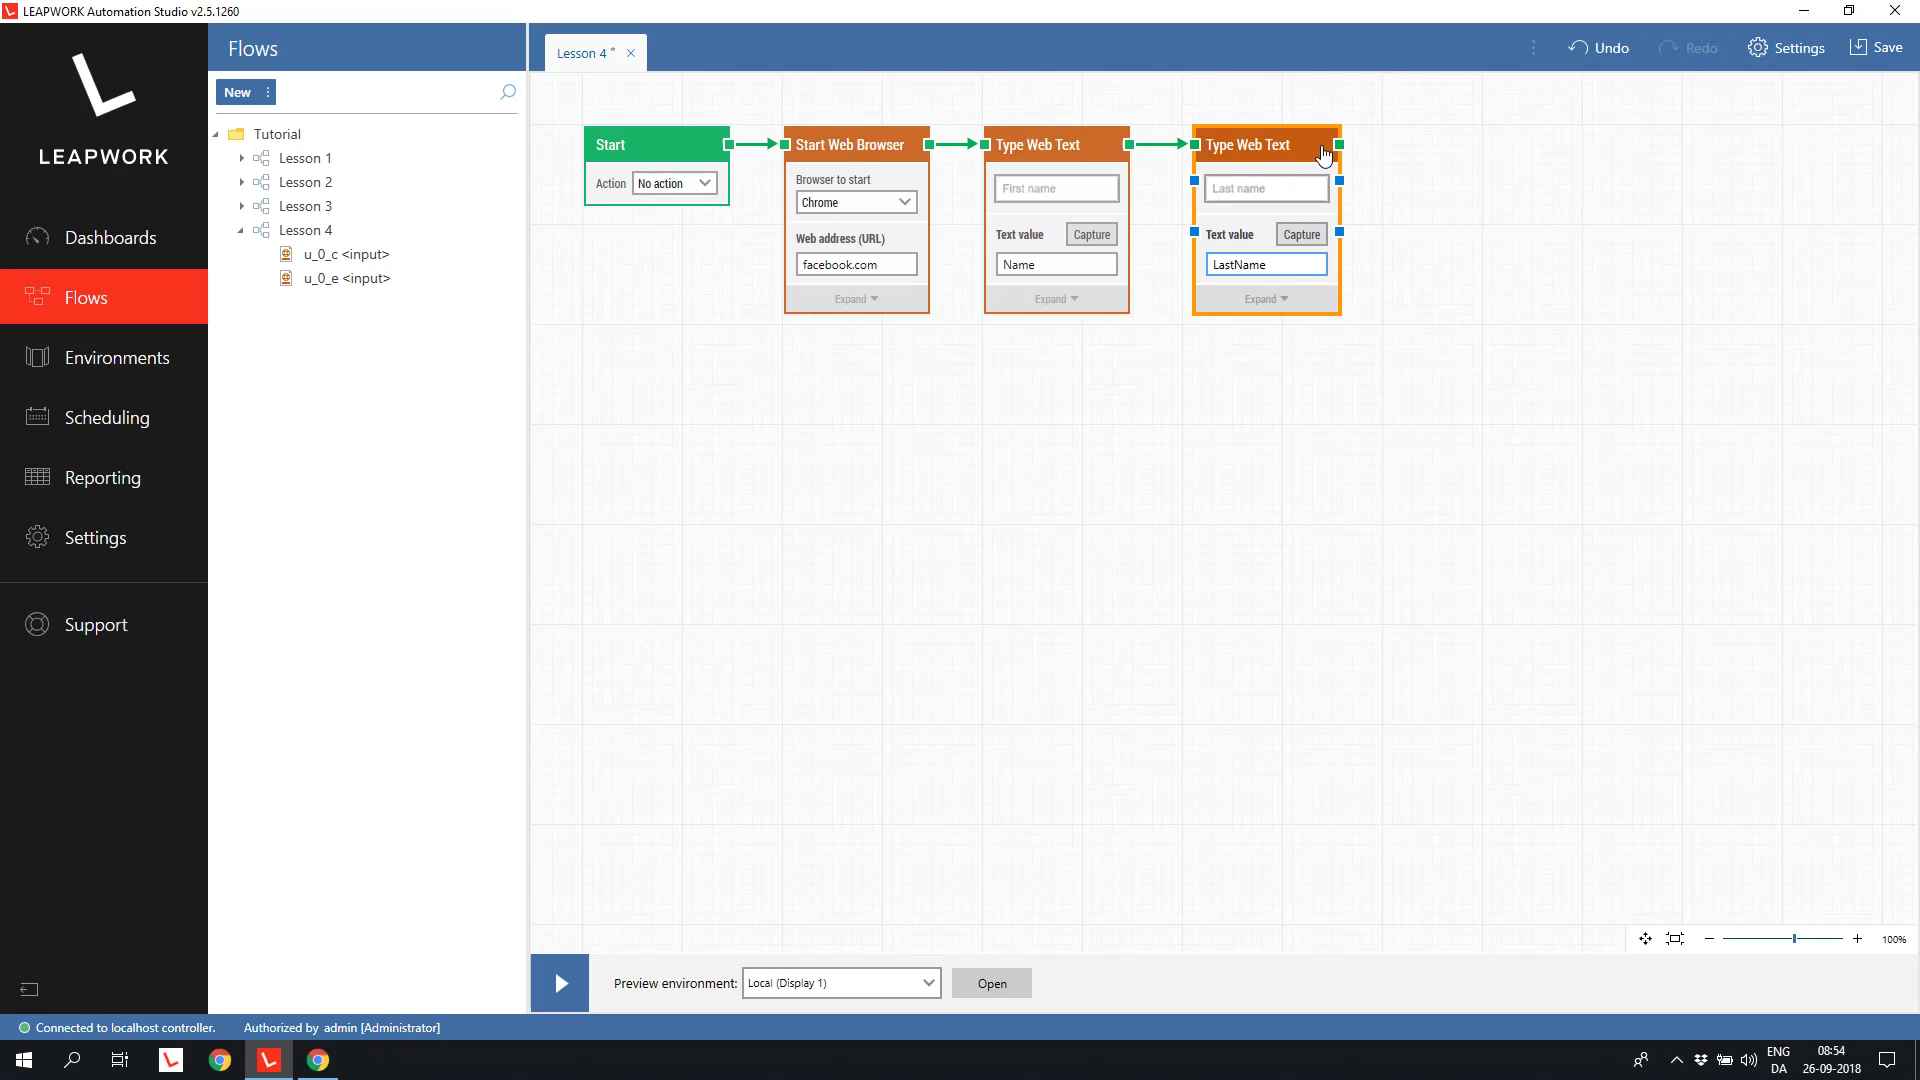 LEAPWORK Automation Studio v2.5.1260
LEAPWORK
Dashboards
Flows
Environments
Scheduling
Reporting
Settings
Support
Flows
New
Tutorial
Lesson 1
Lesson 2
Lesson 3
Lesson 4
u_0_c <input>
u_0_e <input>
Lesson 4 *
Undo
Redo
Settings
Save
Start
Action No action
Start Web Browser
Browser to start
Chrome
Web address (URL)
facebook.com
Expand
Type Web Text
First name
Text value Capture
Name
Expand
Type Web Text
Last name
Text value Capture
LastName
Expand
100%
Preview environment: Local (Display 1) Open
Connected to localhost controller. Authorized by admin [Administrator]
ENG
DA
08:54
26-09-2018